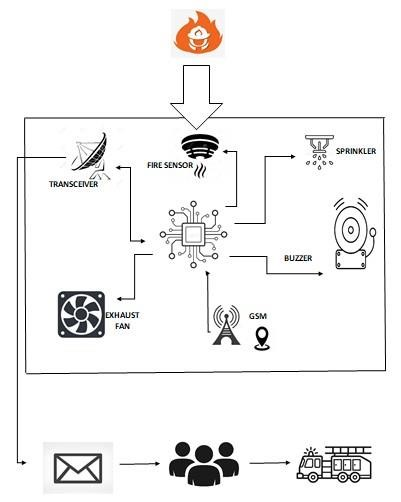 FIRE SENSOR
SPRINKLER
TRANSCEIVER
BUZZER
EXHAUST
FAN
GSM